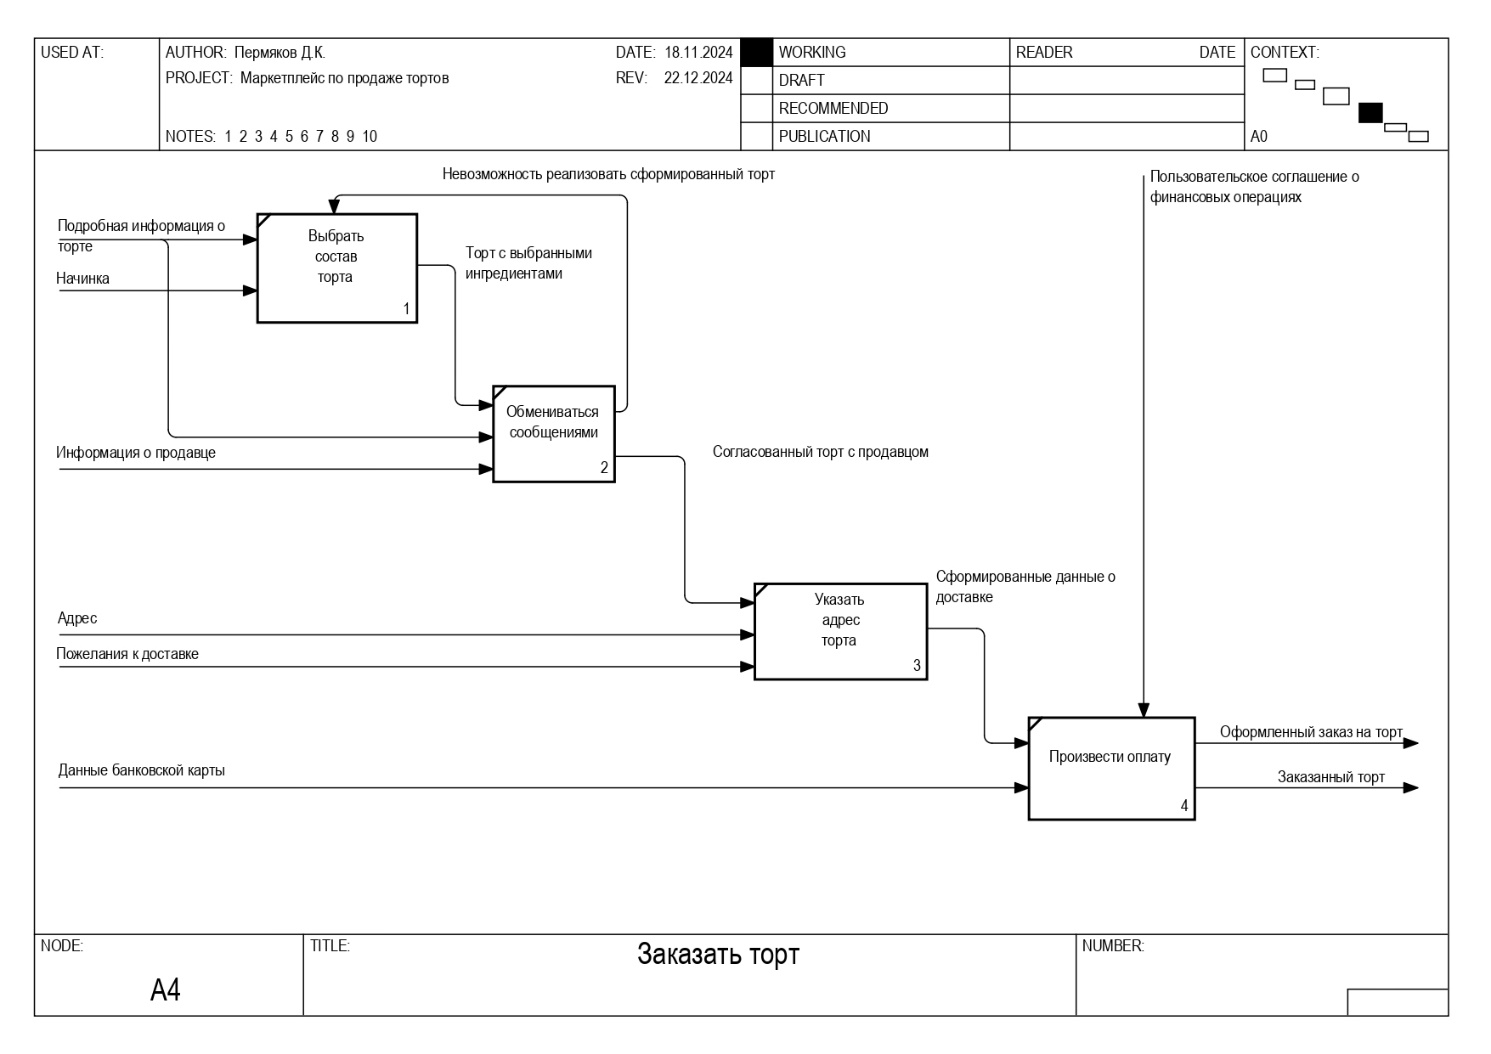 USED AT:
AUTHOR: Пермяков Д.К.
DATE: 18.11.2024
PROJECT: Маркетплейс по продаже тортов
REV: 22.12.2024
NOTES: 1 2 3 4 5 6 7 8 9 10
WORKING
DRAFT
RECOMMENDED
PUBLICATION
READER
DATE
CONTEXT:
A0
Невозможность реализовать сформированный торт
Пользовательское соглашение о
финансовых операциях
Подробная информация о
торте
Начинка
Выбрать
состав
торта
1
Торт с выбранными
ингредиентами
Обмениваться
сообщениями
2
Информация о продавце
Согласованный торт с продавцом
Сформированные данные о
доставке
Адрес
Пожелания к доставке
Указать
адрес
торта
3
Произвести оплату
4
Оформленный заказ на торт
Заказанный торт
Данные банковской карты
NODE:
A4
TITLE:
Заказать торт
NUMBER: